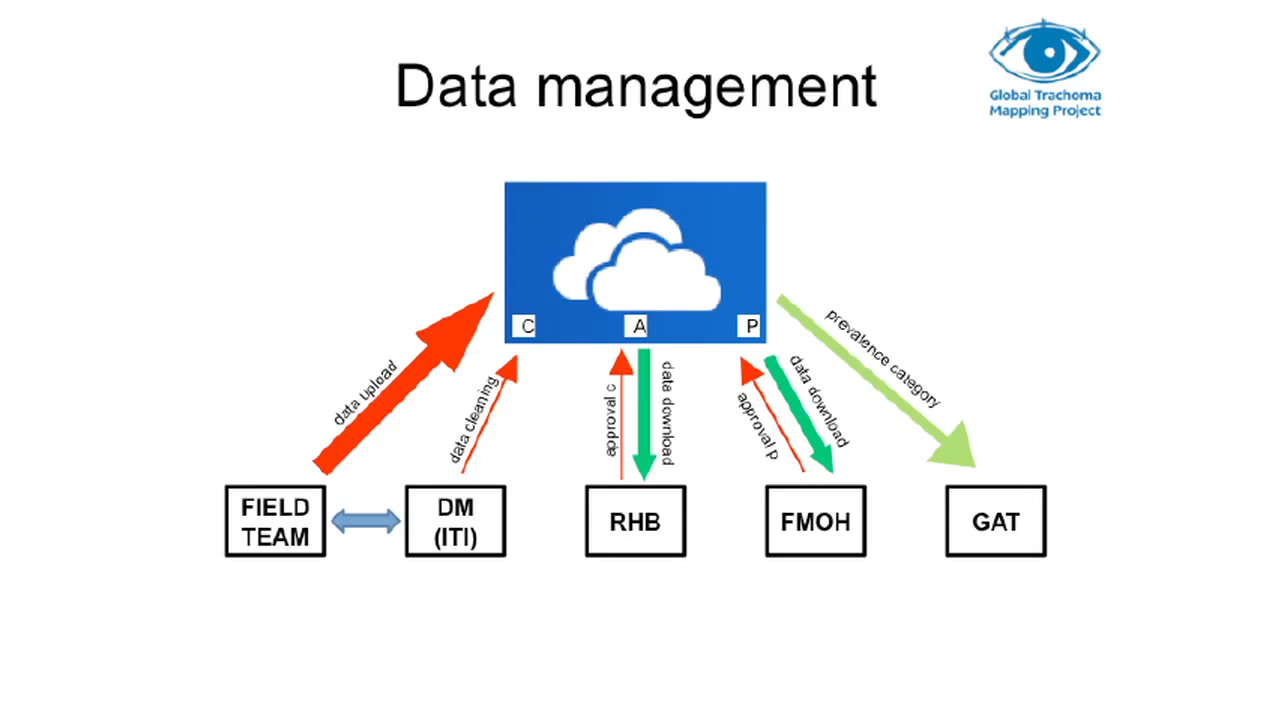 Data management
Global Trachoma
Mapping Project
C
A
P
data upload
data cleaning
approval c
data download
approval p
data download
prevalence category
FIELD
TEAM
DM
(ITI)
RHB
FMOH
GAT